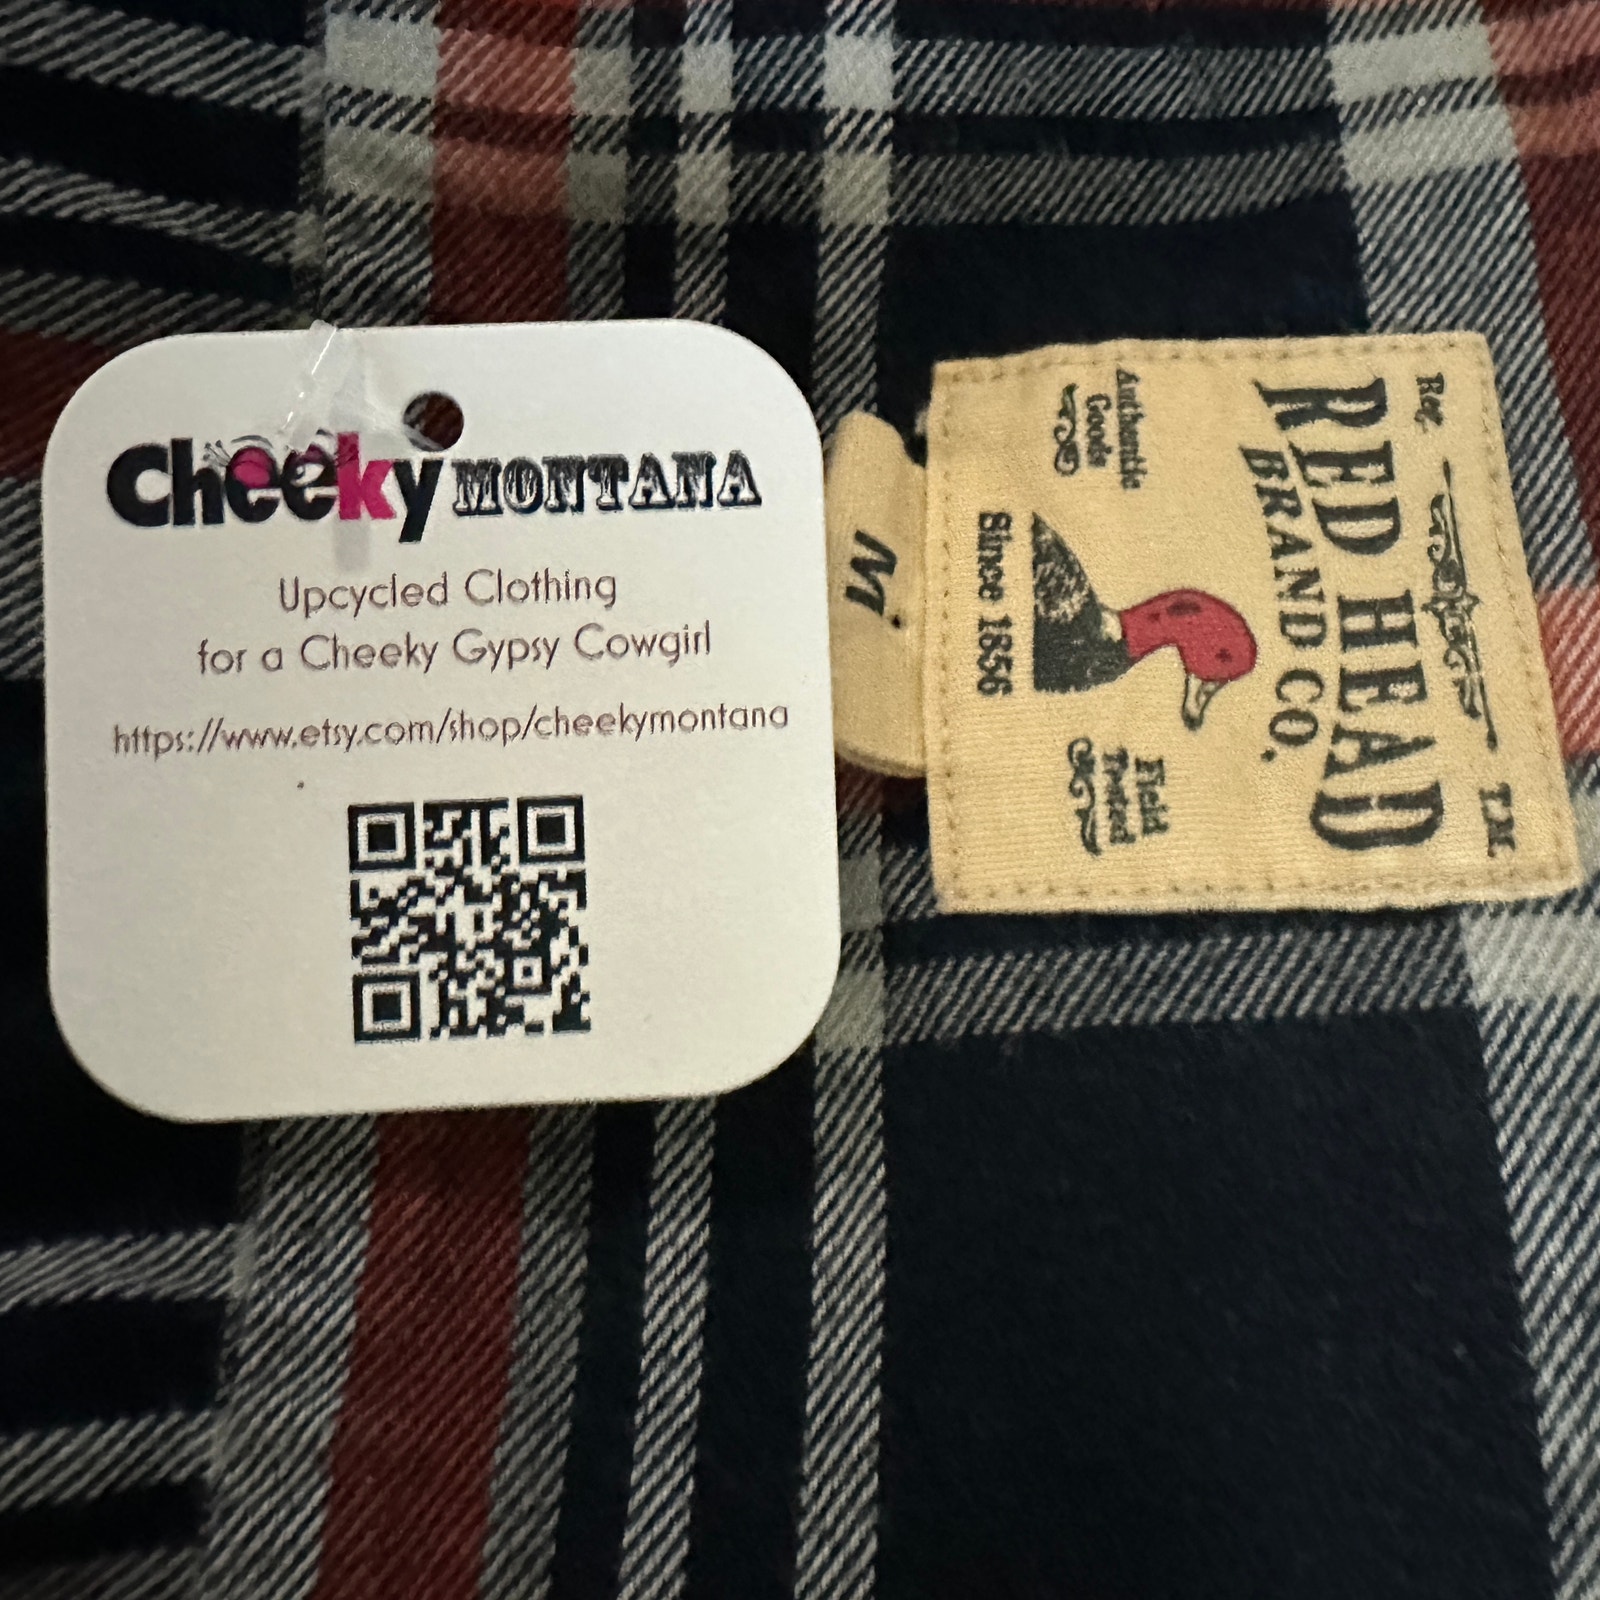 Cheeky MONTANA
Upcycled Clothing
for a Cheeky Gypsy Cowgirl
https://www.etsy.com/shop/cheekymontana
M
Reg. T.M.
RED HEAD
BRAND CO.
Authentic
Goods
Field
Tested
Since 1856